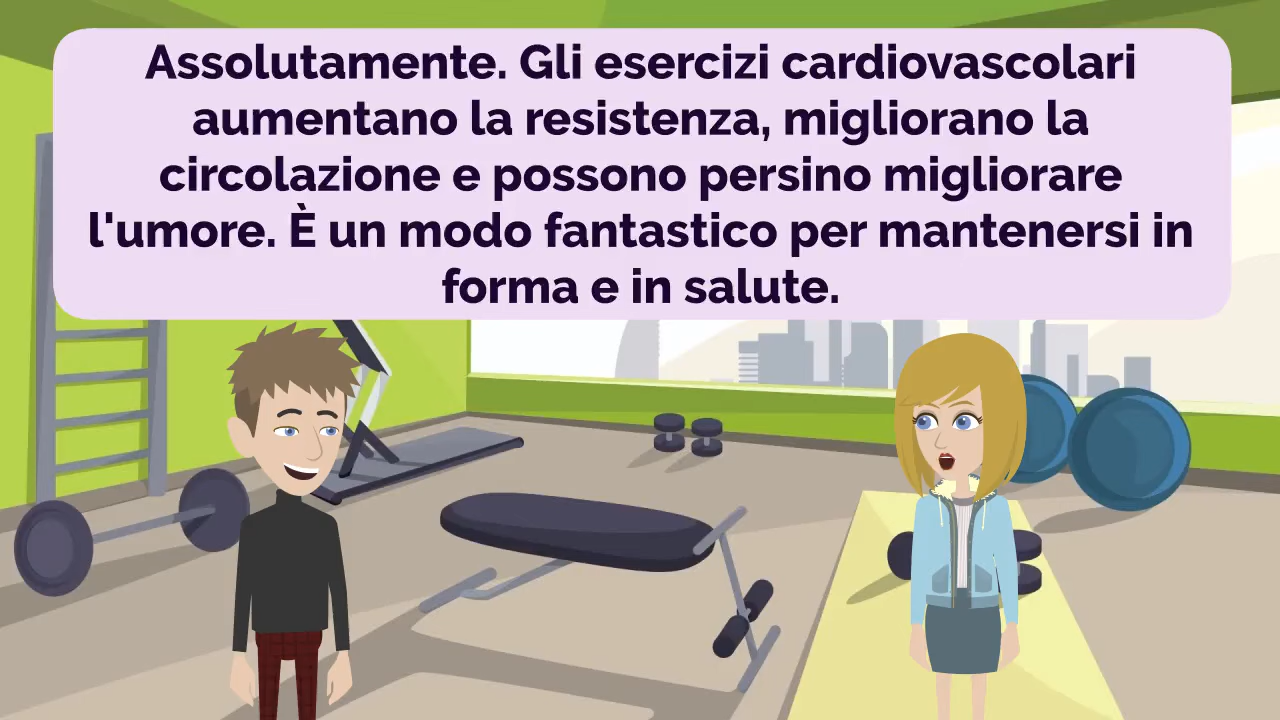 Assolutamente. Gli esercizi cardiovascolari
aumentano la resistenza, migliorano la
circolazione e possono persino migliorare
l'umore. È un modo fantastico per mantenersi in
forma e in salute.